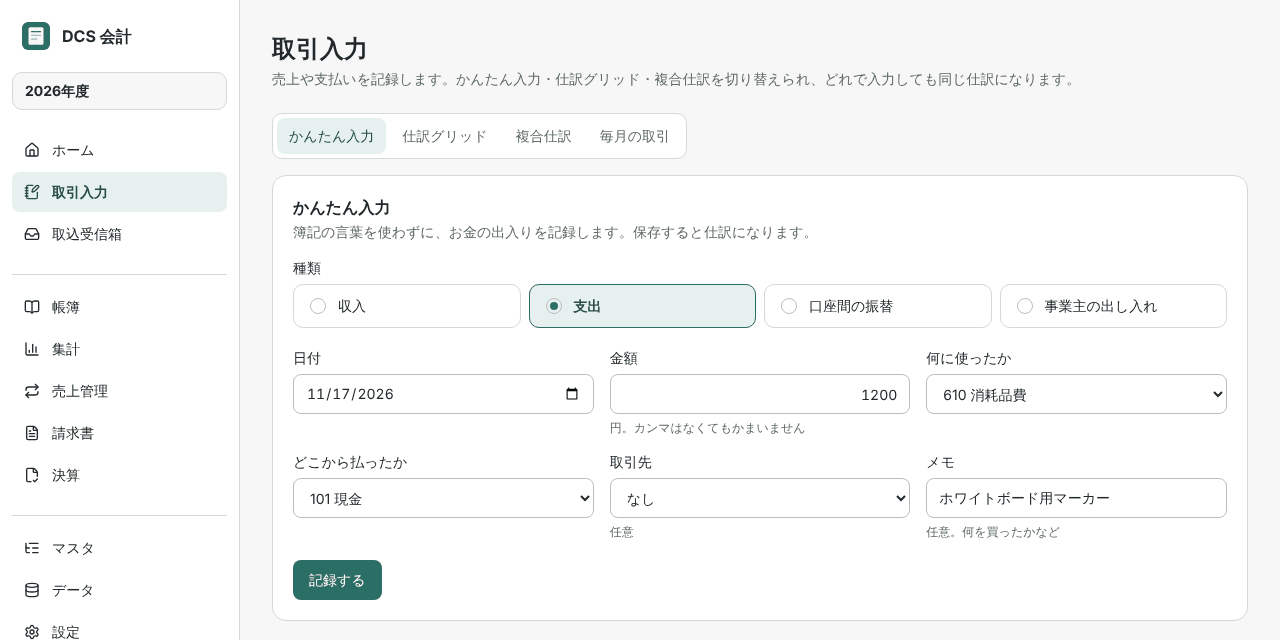 DCS 会計
2026年度
ホーム
取引入力
取込受信箱
帳簿
集計
売上管理
請求書
決算
マスタ
データ
設定
取引入力
売上や支払いを記録します。かんたん入力・仕訳グリッド・複合仕訳を切り替えられ、どれで入力しても同じ仕訳になります。
かんたん入力 仕訳グリッド 複合仕訳 毎月の取引
かんたん入力
簿記の言葉を使わずに、お金の出入りを記録します。保存すると仕訳になります。
種類
収入 支出 口座間の振替 事業主の出し入れ
日付 金額 何に使ったか
11/17/2026 1200 610 消耗品費
円。カンマはなくてもかまいません
どこから払ったか 取引先 メモ
101 現金 なし ホワイトボード用マーカー
任意 任意。何を買ったかなど
記録する